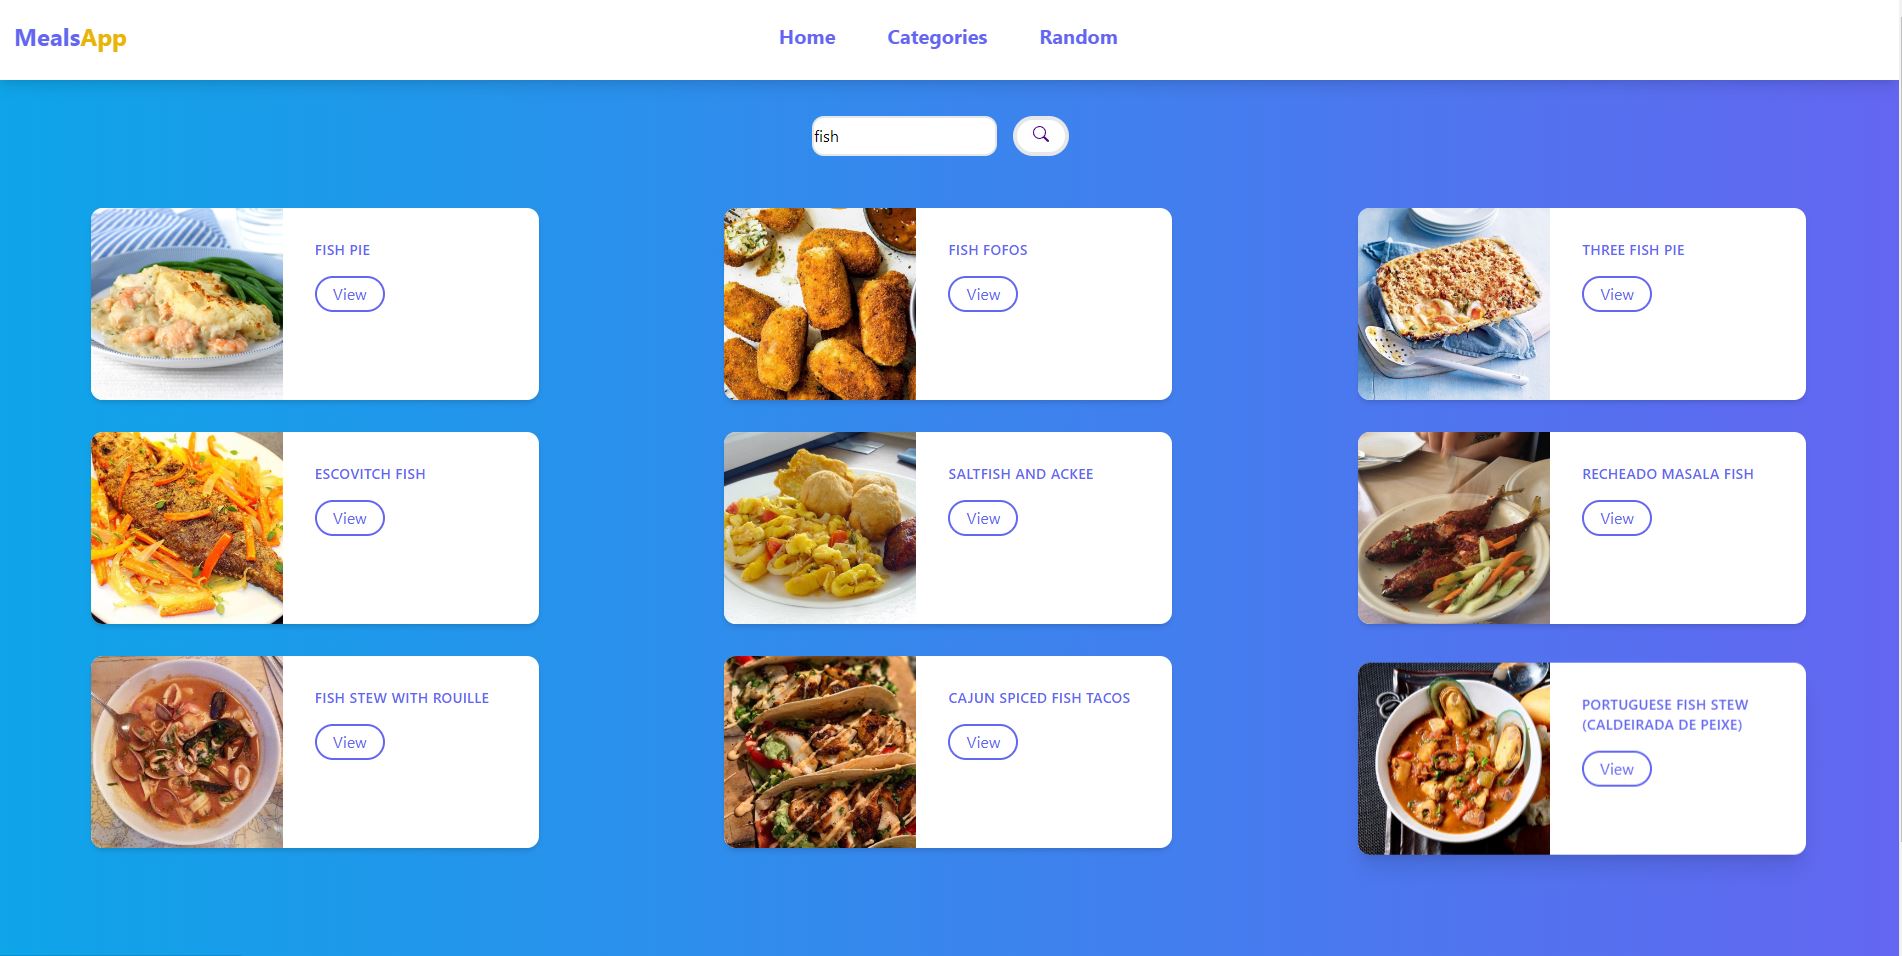 MealsApp
Home
Categories
Random
fish
FISH PIE
View
FISH FOFOS
View
THREE FISH PIE
View
ESCOVITCH FISH
View
SALTFISH AND ACKEE
View
RECHEADO MASALA FISH
View
FISH STEW WITH ROUILLE
View
CAJUN SPICED FISH TACOS
View
PORTUGUESE FISH STEW
(CALDEIRADA DE PEIXE)
View